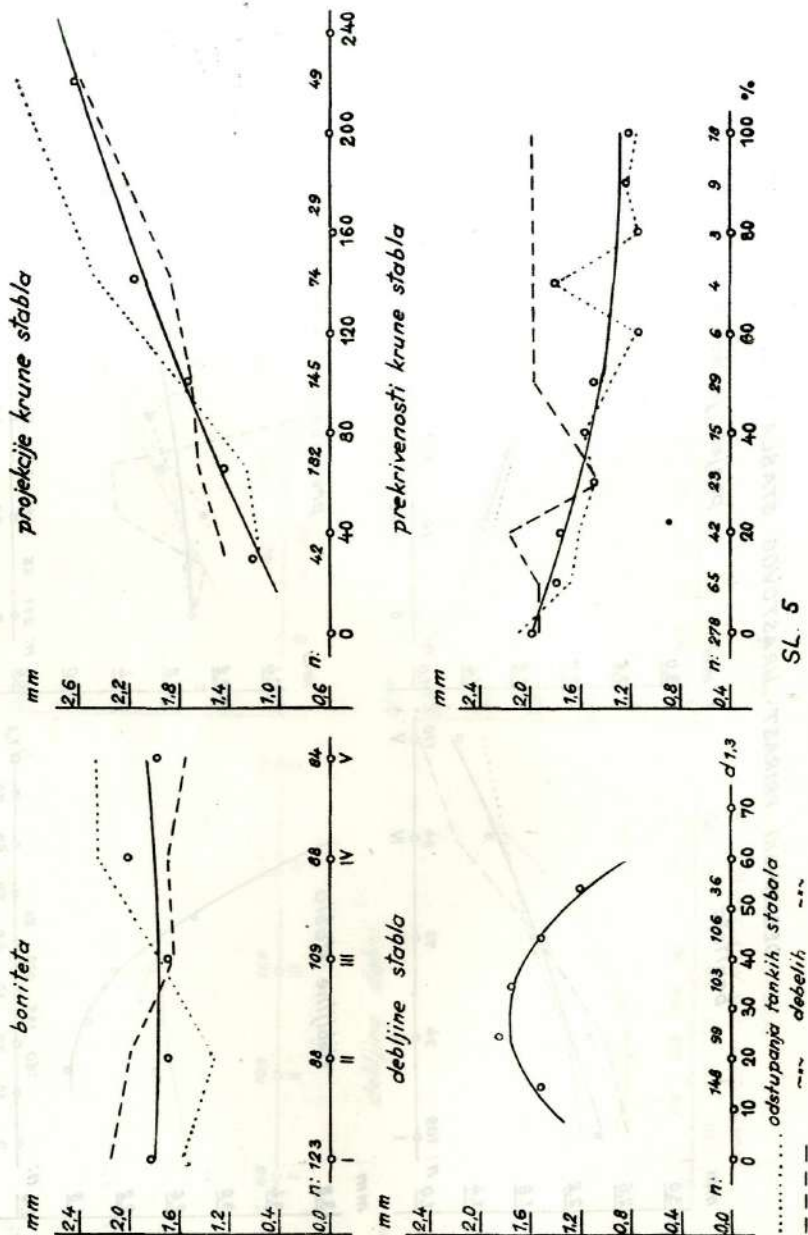 mm
boniteta
2,4
2,0
1,6
1,2
0,4
0,0
n: 123 88 109 88 84
I II III IV V
mm
projekcije krune stabla
2,6
2,2
1,8
1,4
1,0
0,6
n: 42 182 145 74 29 49
0 40 80 120 160 200 240
mm
debljine stabla
2,4
2,0
1,6
1,2
0,8
0,0
n: 148 99 103 106 36
0 10 20 30 40 50 60 70 d 1,3
mm
prekrivenosti krune stabla
2,4
2,0
1,6
1,2
0,8
0,4
n: 278 65 42 23 15 29 6 4 3 9 18
0 20 40 60 80 100 %
odstupanja tankih stabala
-"- debelih -"-
SL. 5